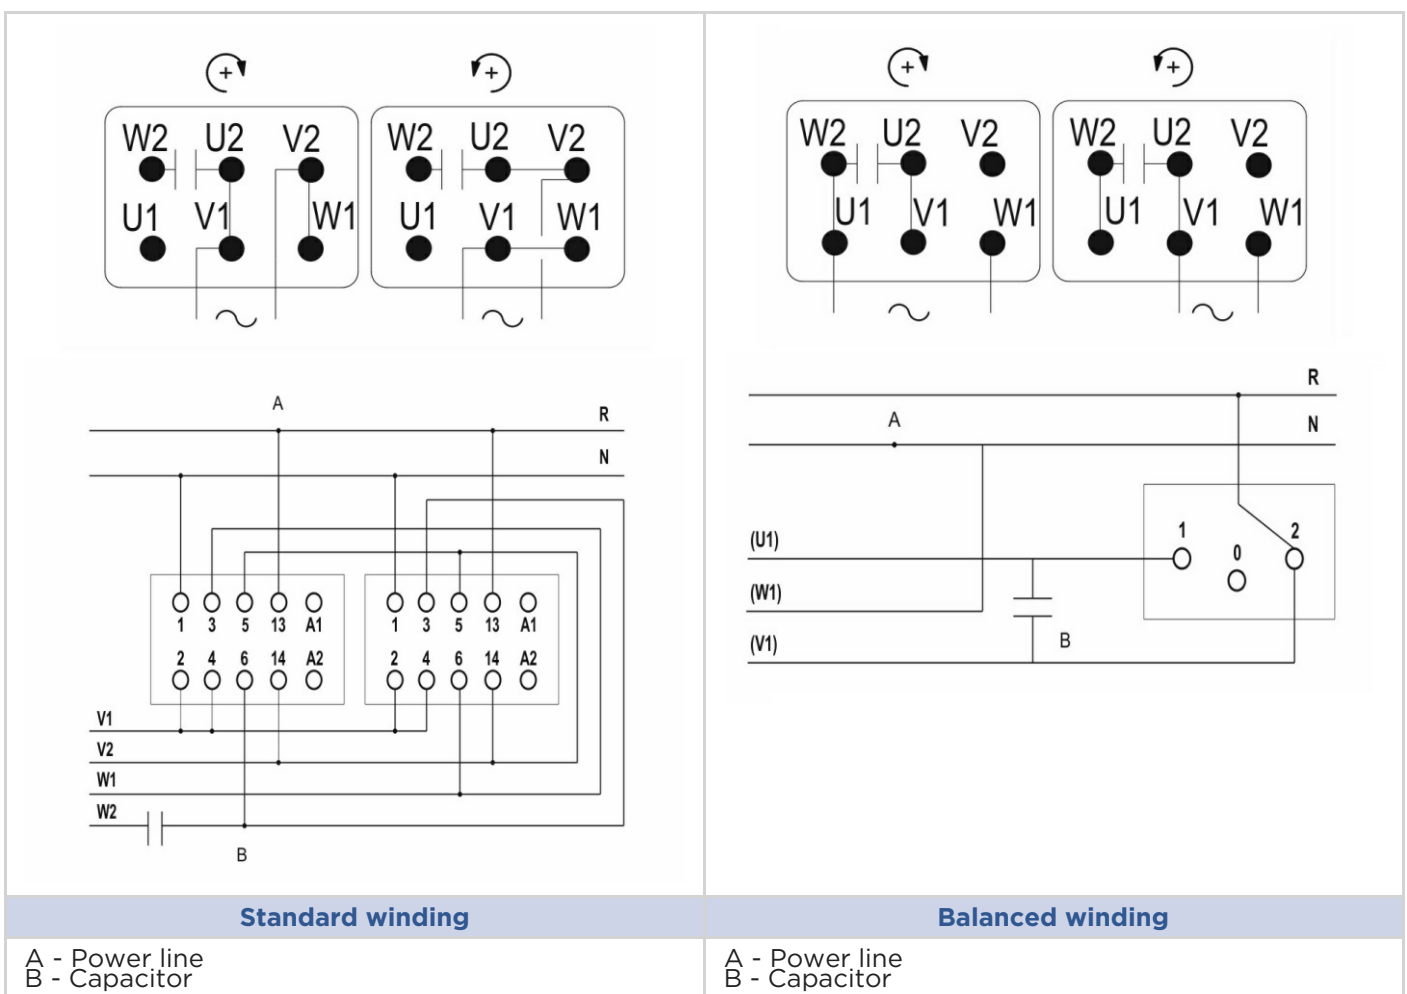 W2 U2 V2
U1 V1 W1
W2 U2 V2
U1 V1 W1
A
R
N
1 3 5 13 A1
2 4 6 14 A2
1 3 5 13 A1
2 4 6 14 A2
V1
V2
W1
W2
B
Standard winding
A - Power line
B - Capacitor
W2 U2 V2
U1 V1 W1
W2 U2 V2
U1 V1 W1
R
A
N
1
0
2
(U1)
(W1)
(V1)
B
Balanced winding
A - Power line
B - Capacitor